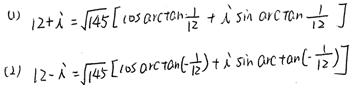 (1) 12+i = √145 [cos arctan 1/12 + i sin arctan 1/12 ]
(2) 12-i = √145 [cos arctan(-1/12) + i sin arctan(-1/12)]